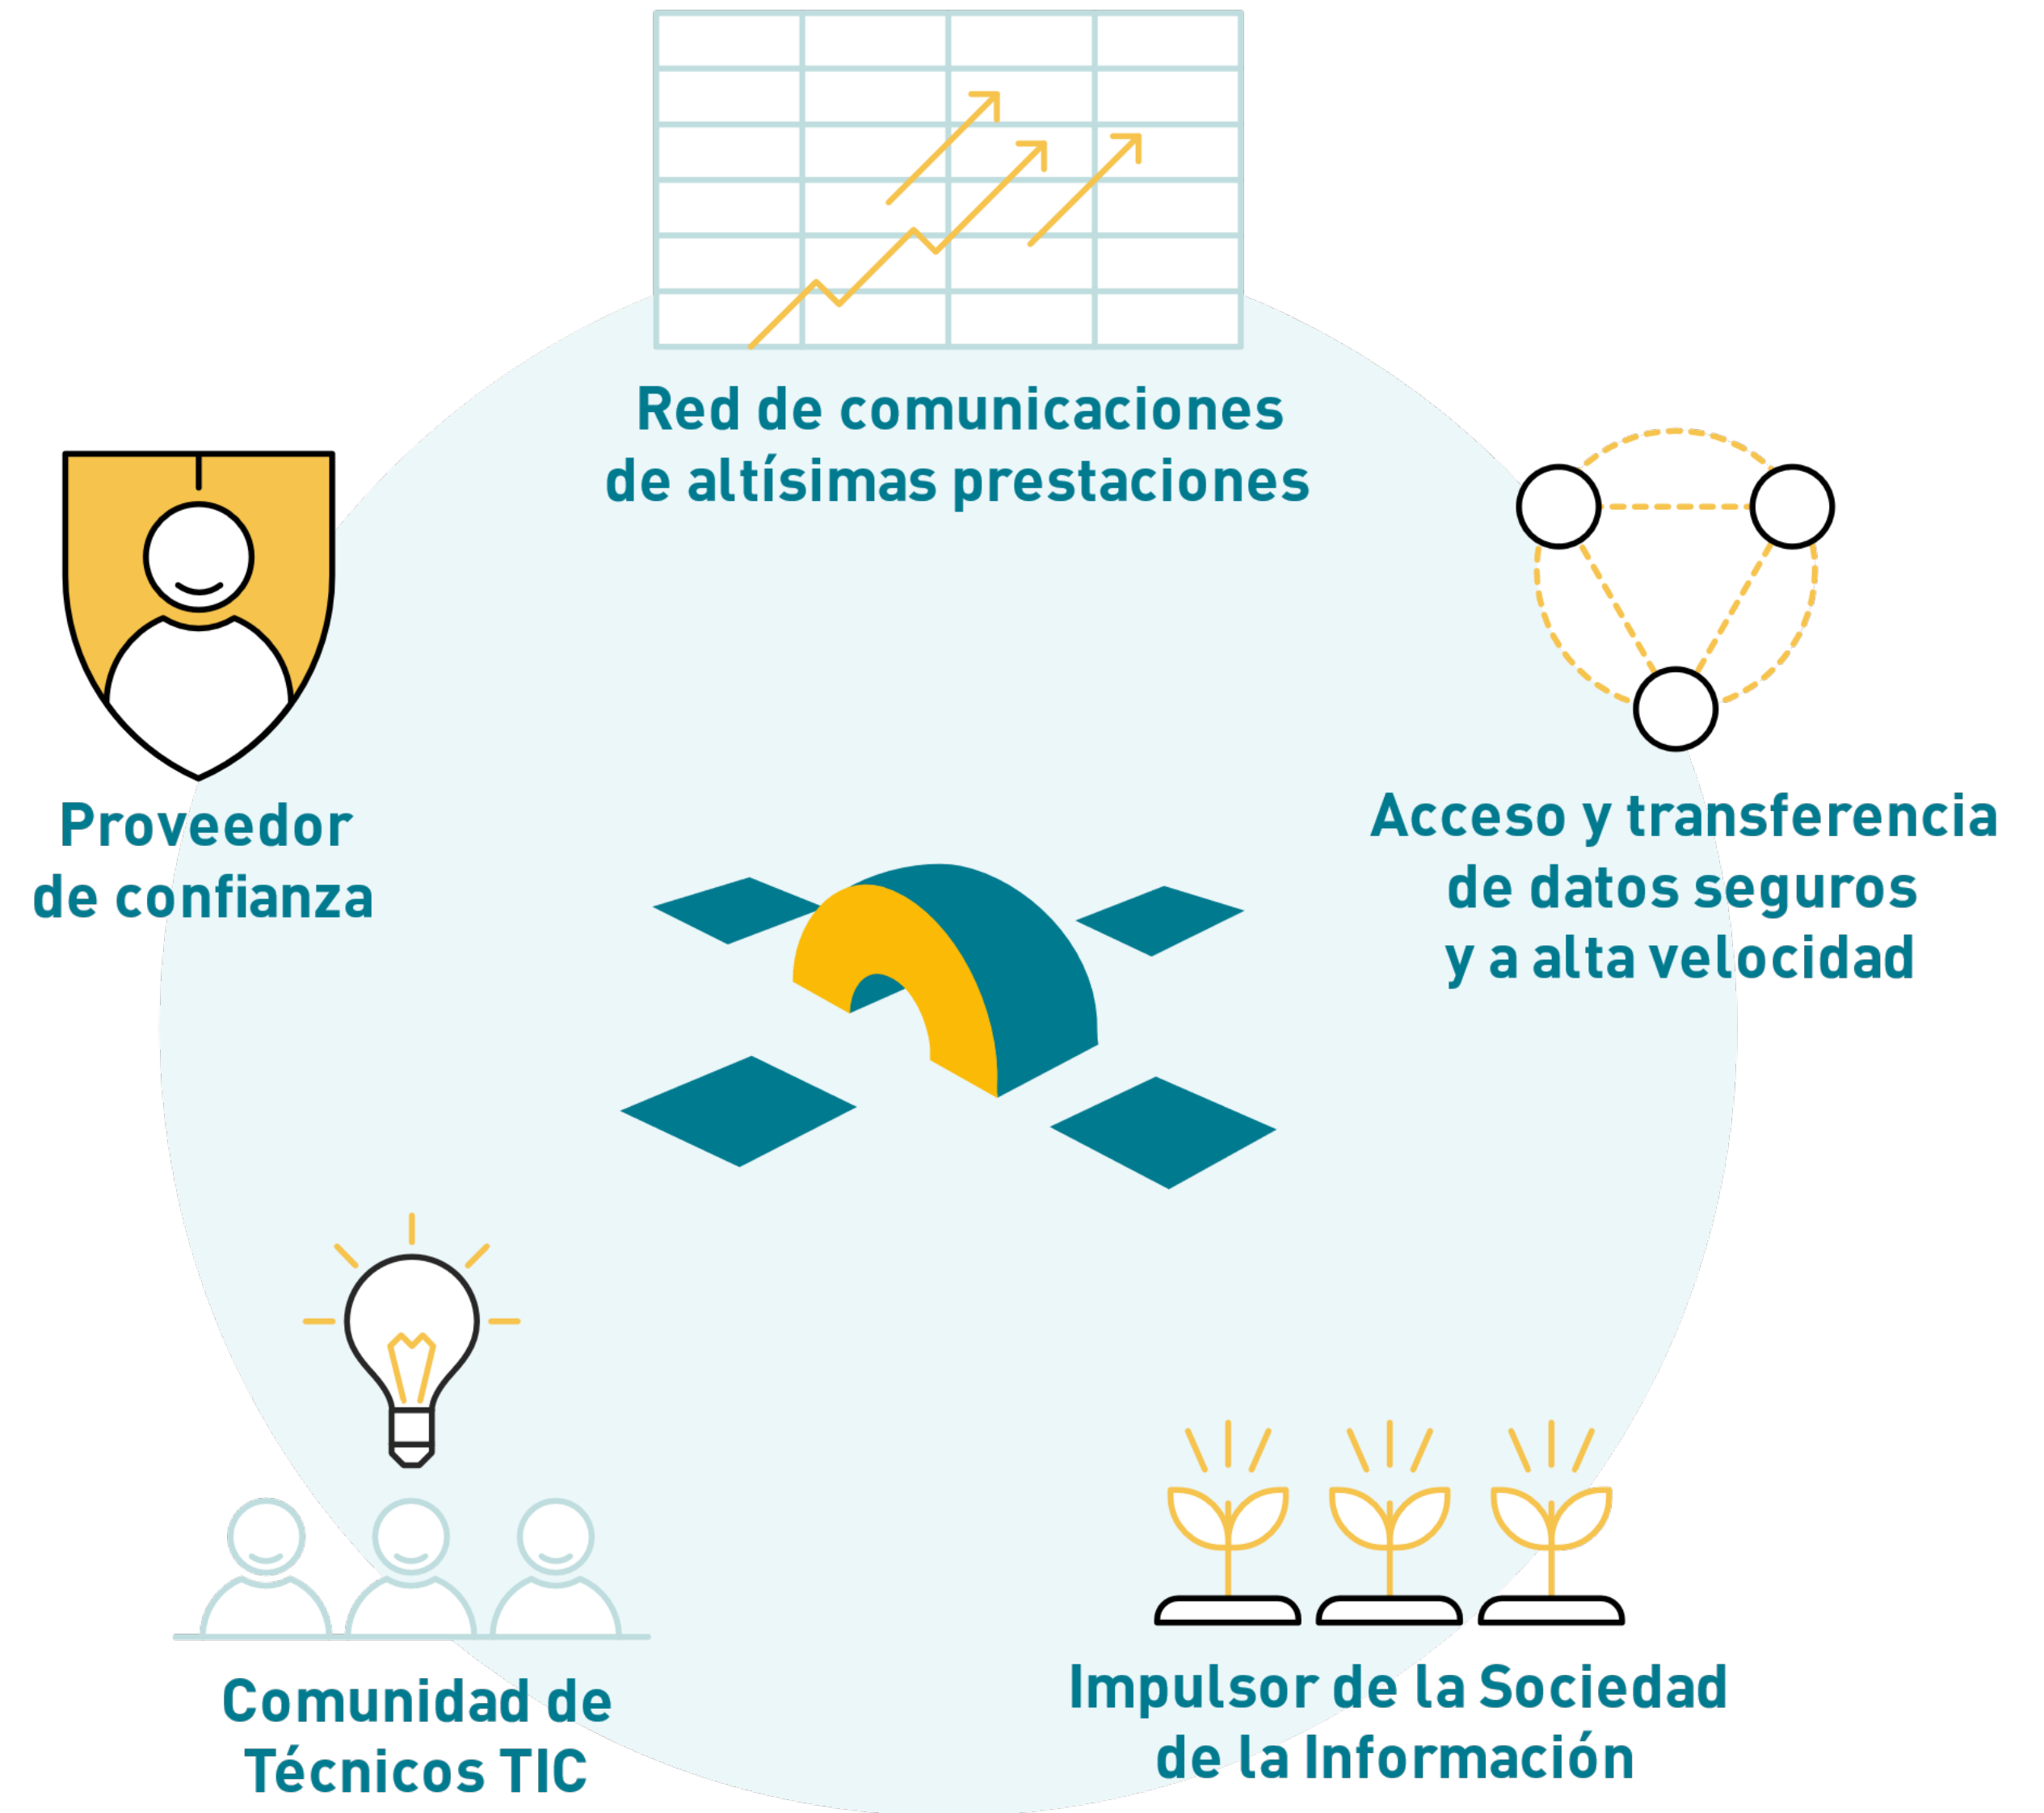 Red de comunicaciones
de altísimas prestaciones
Proveedor
de confianza
Acceso y transferencia
de datos seguros
y a alta velocidad
Comunidad de
Técnicos TIC
Impulsor de la Sociedad
de la Información